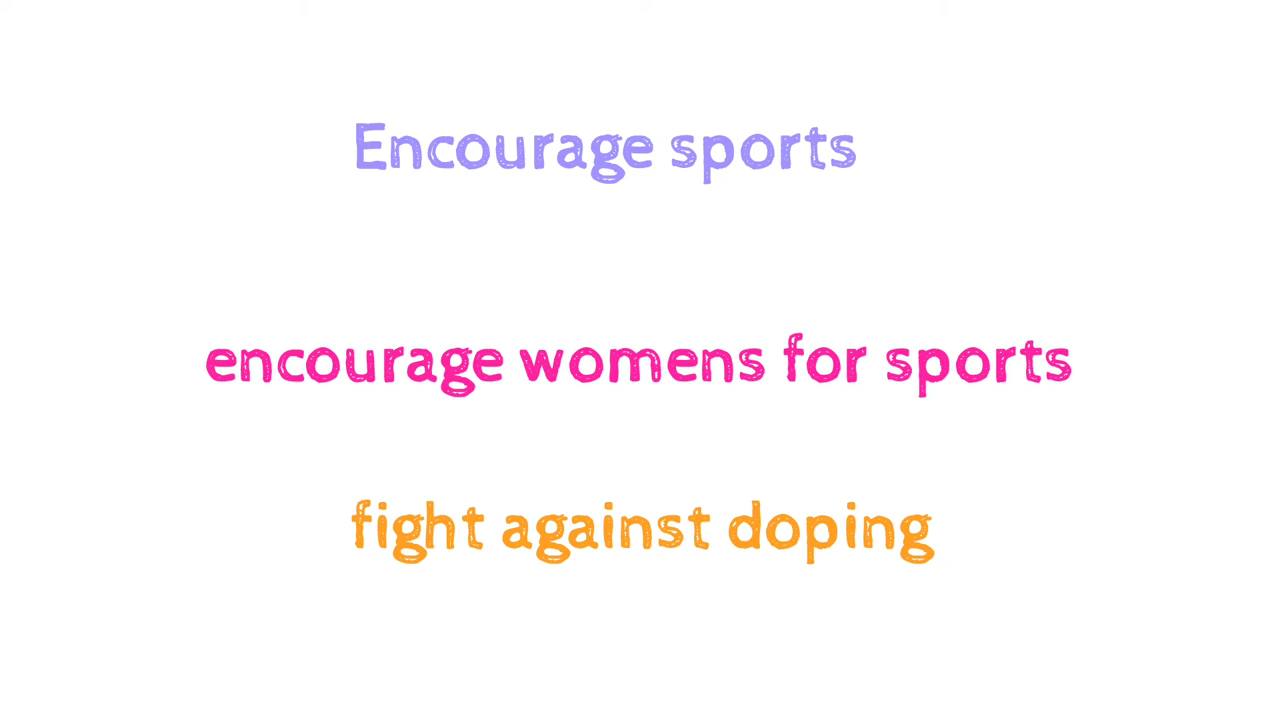 Encourage sports
encourage womens for sports
fight against doping